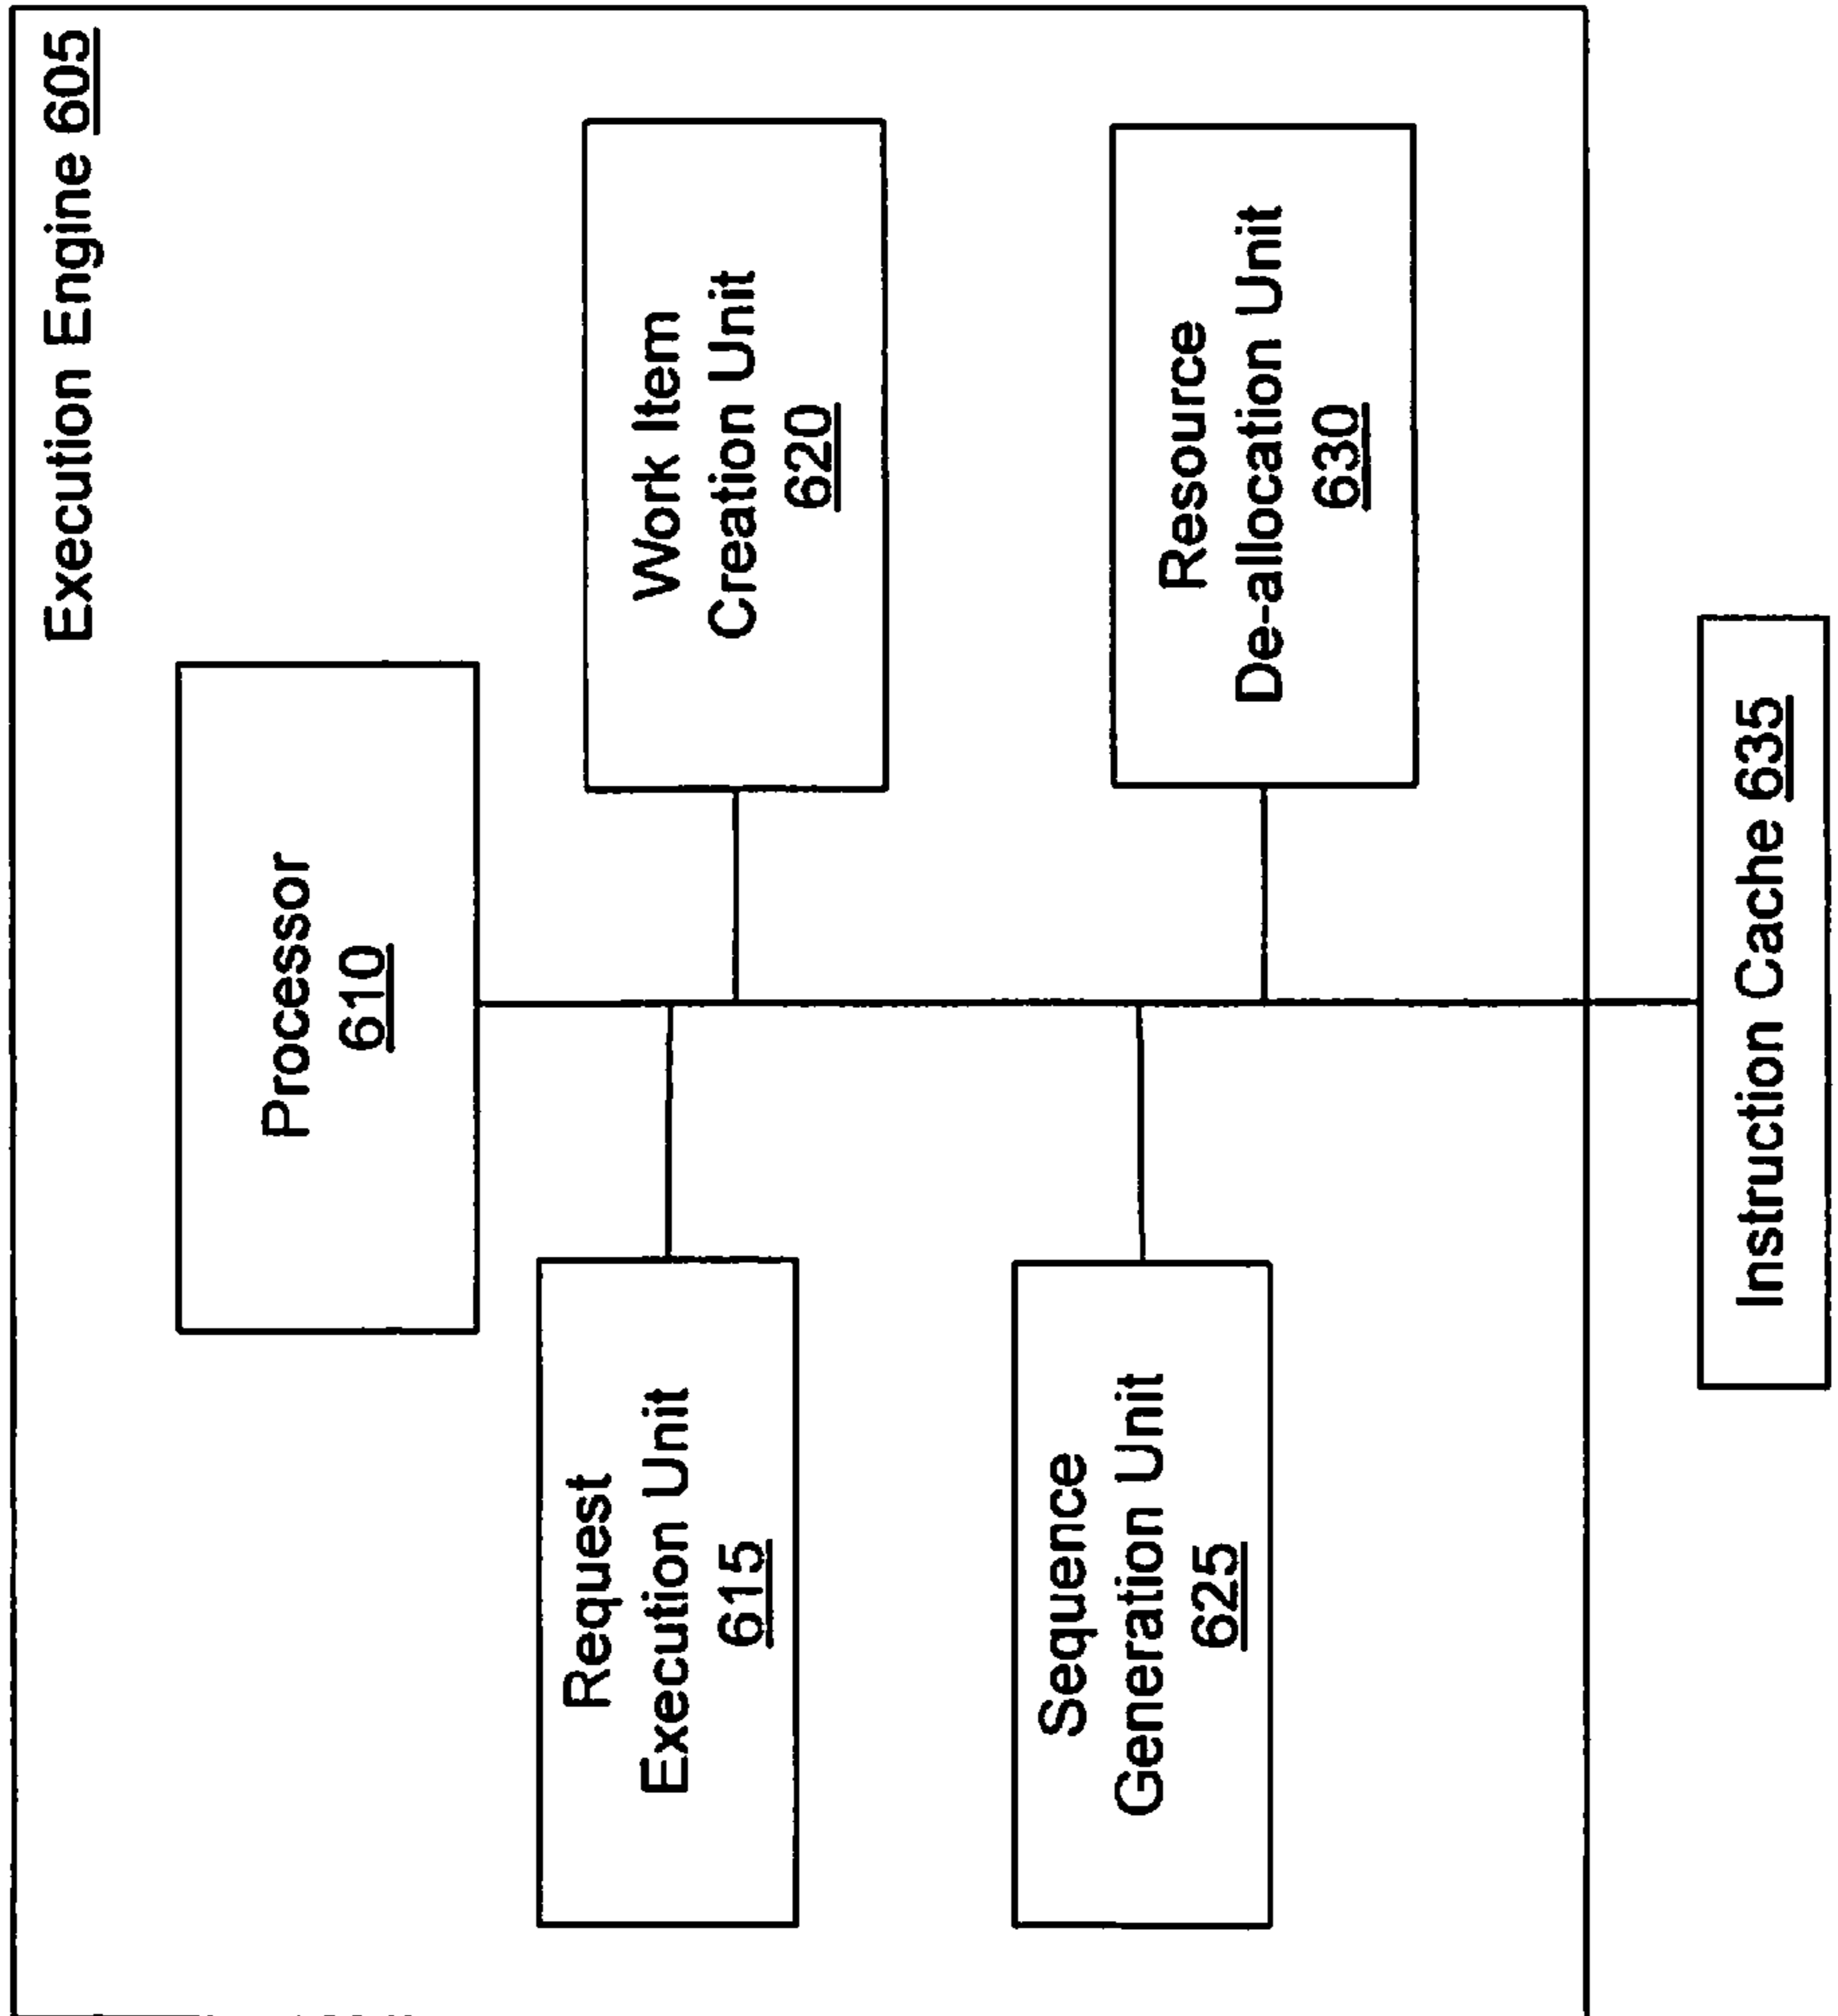 Execution Engine 605
Processor
610
Request
Execution Unit
615
Work Item
Creation Unit
620
Sequence
Generation Unit
625
Resource
De-allocation Unit
630
Instruction Cache 635